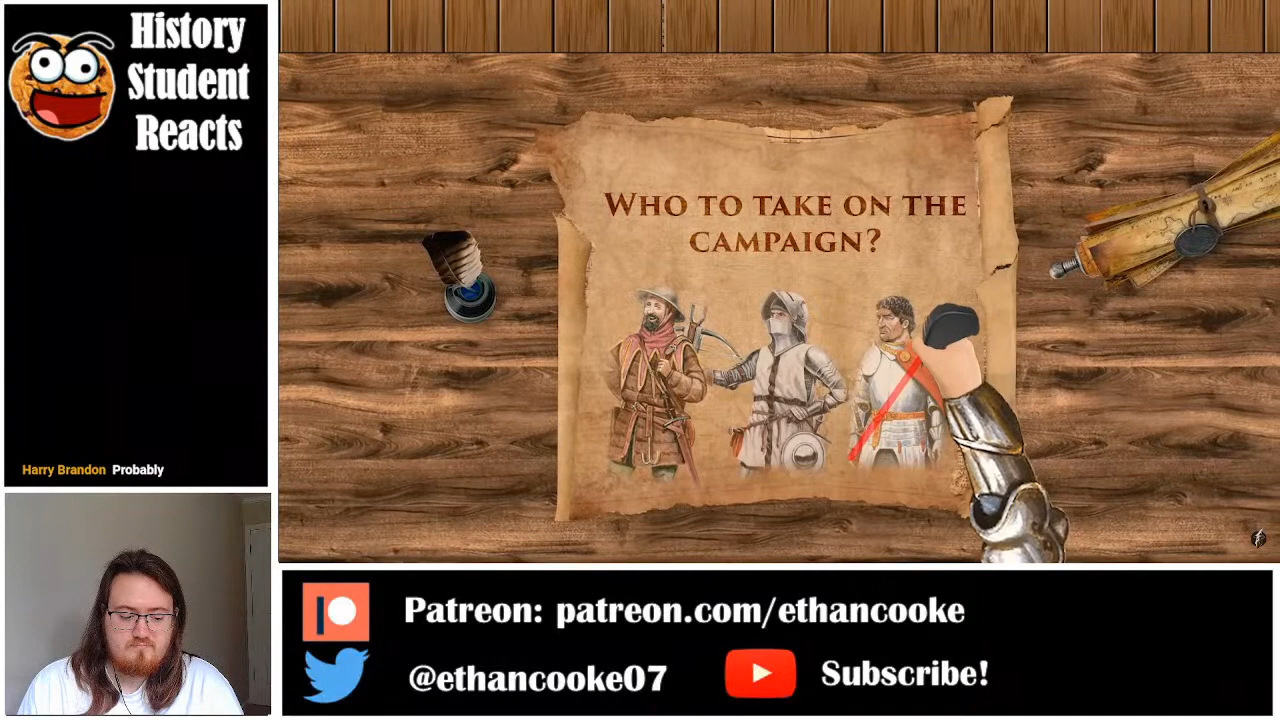 History
Student
Reacts
WHO TO TAKE ON THE
CAMPAIGN?
Harry Brandon Probably
Patreon: patreon.com/ethancooke
@ethancooke07
Subscribe!